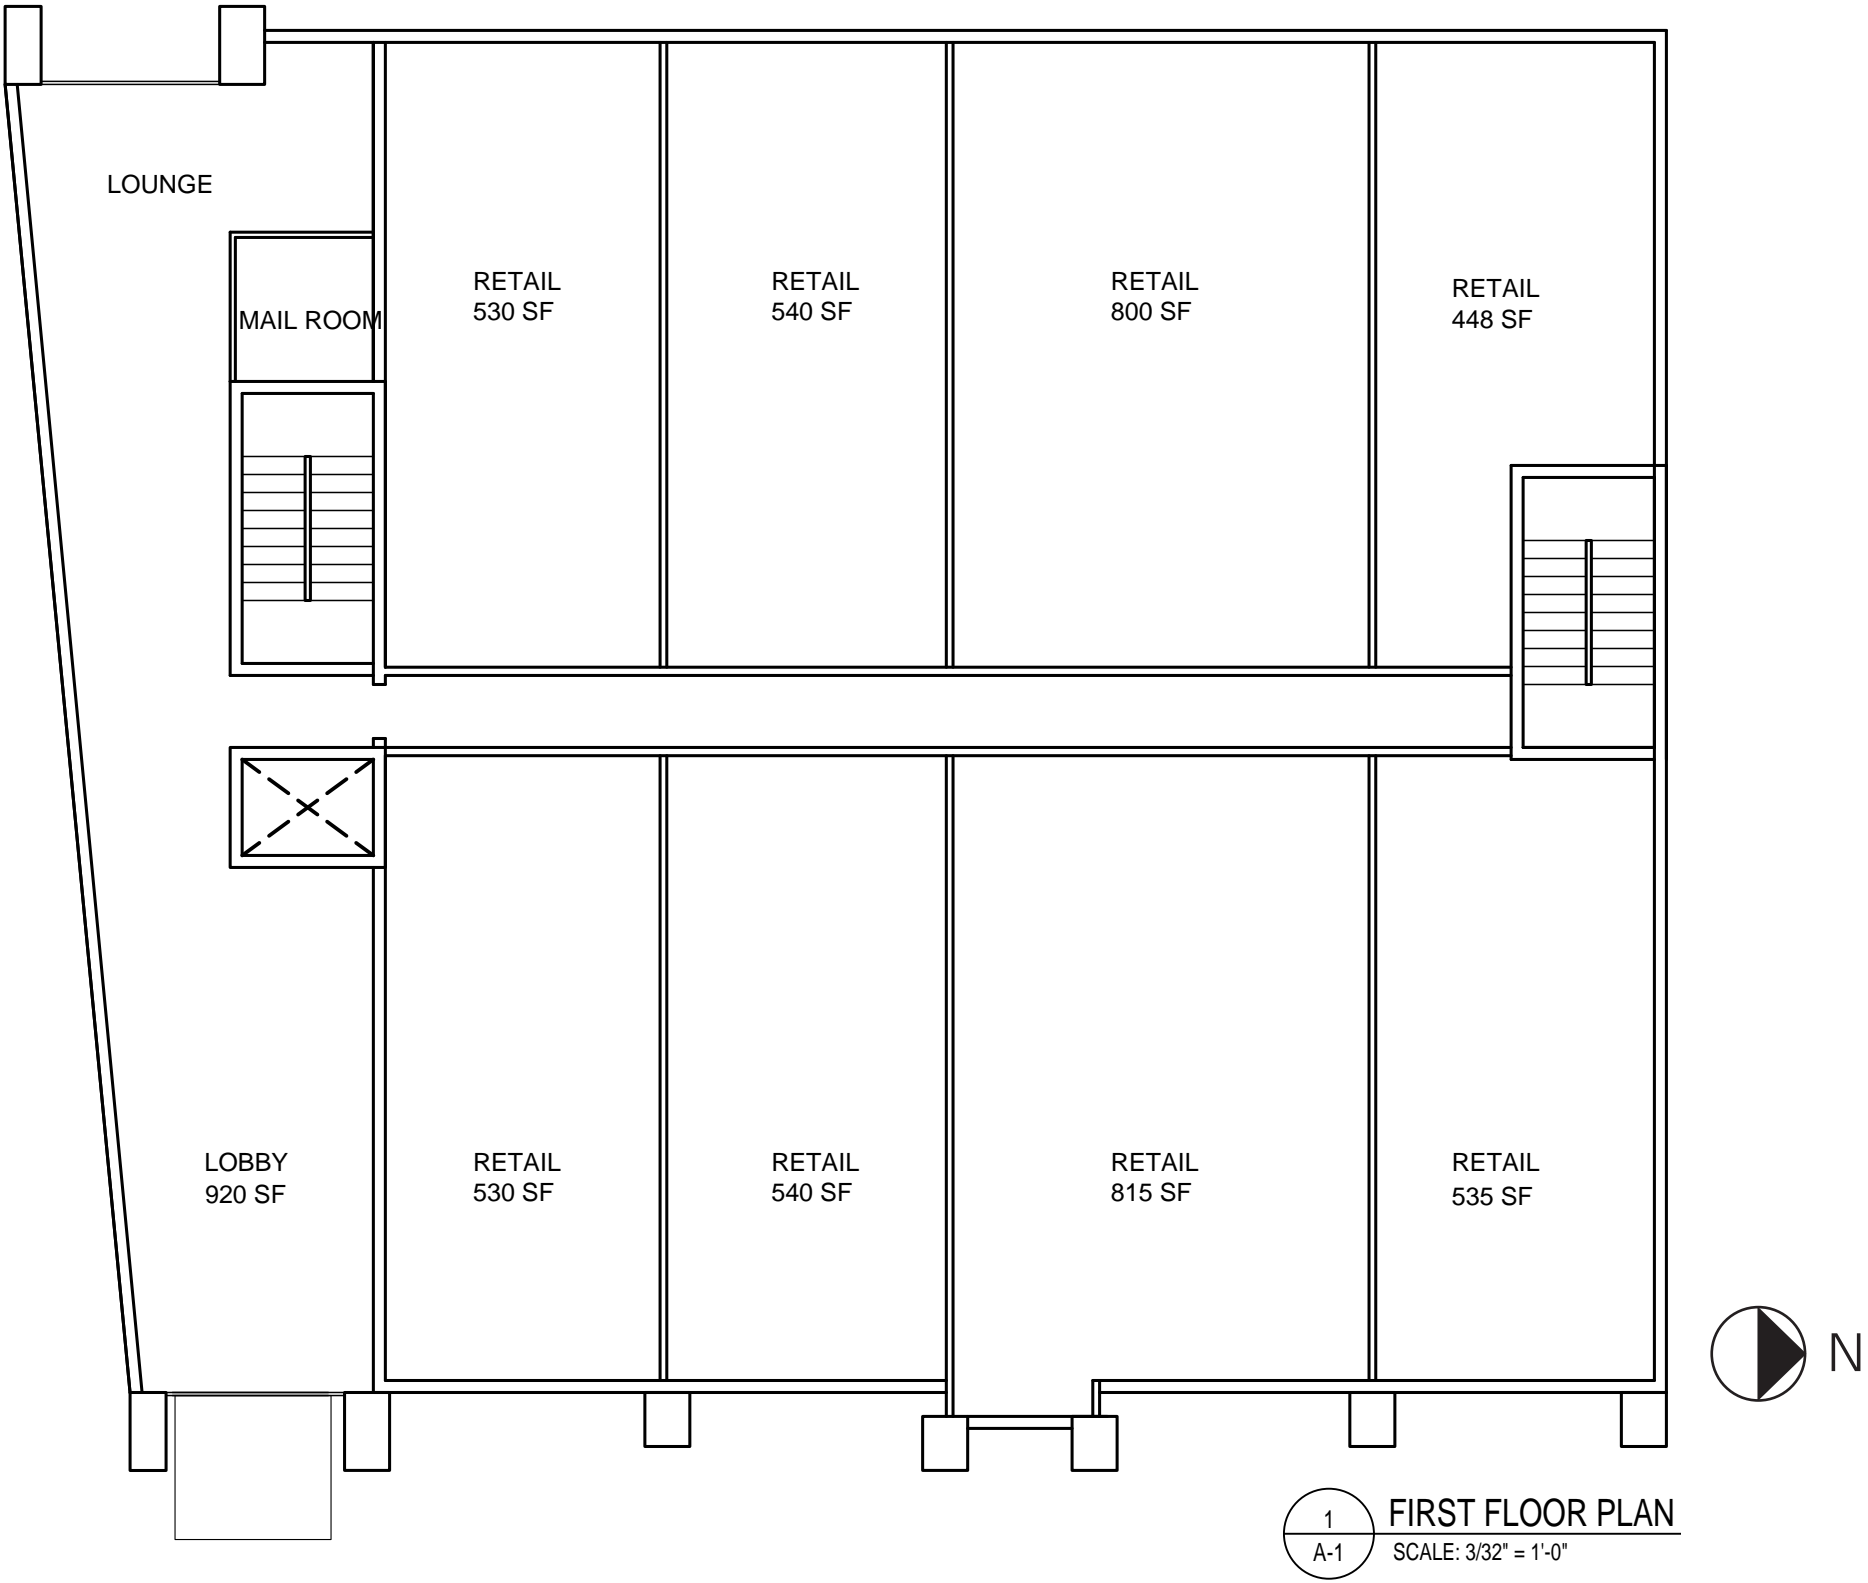 LOUNGE
MAIL ROOM
RETAIL
530 SF
RETAIL
540 SF
RETAIL
800 SF
RETAIL
448 SF
LOBBY
920 SF
RETAIL
530 SF
RETAIL
540 SF
RETAIL
815 SF
RETAIL
535 SF
N
1
A-1
FIRST FLOOR PLAN
SCALE: 3/32" = 1'-0"